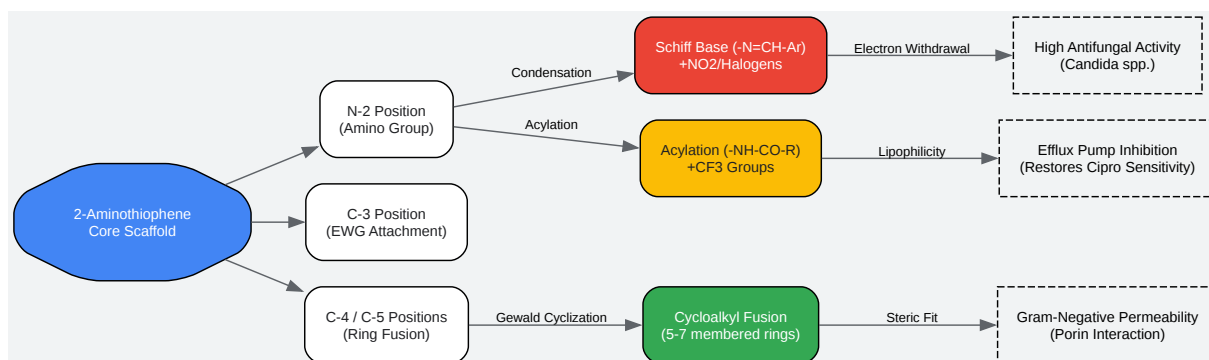 Schiff Base (-N=CH-Ar)
+NO2/Halogens
Electron Withdrawal
High Antifungal Activity
(Candida spp.)
Condensation
N-2 Position
(Amino Group)
Acylation
Acylation (-NH-CO-R)
+CF3 Groups
Lipophilicity
Efflux Pump Inhibition
(Restores Cipro Sensitivity)
2-Aminothiophene
Core Scaffold
C-3 Position
(EWG Attachment)
C-4 / C-5 Positions
(Ring Fusion)
Gewald Cyclization
Cycloalkyl Fusion
(5-7 membered rings)
Steric Fit
Gram-Negative Permeability
(Porin Interaction)